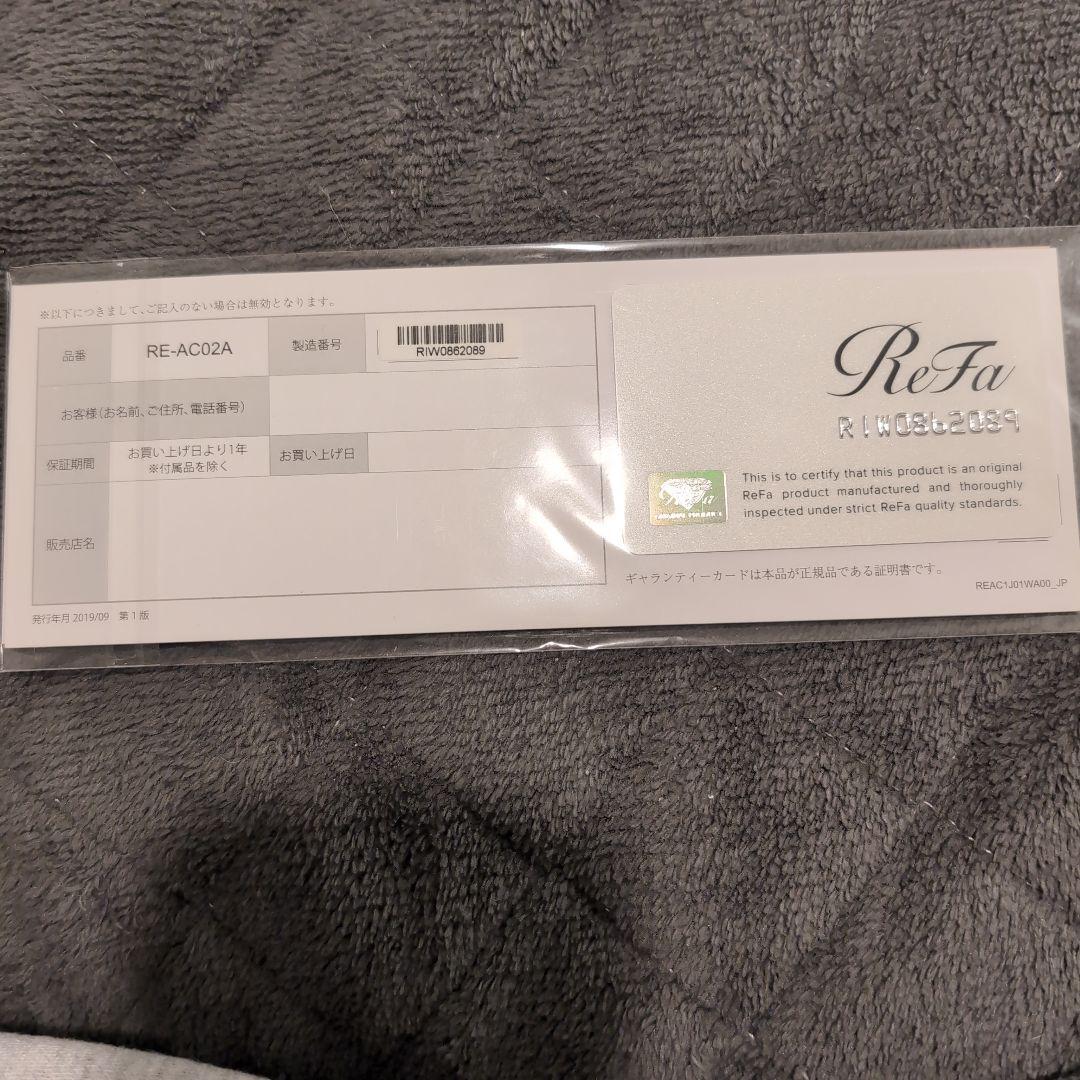 ※以下につきまして、ご記入のない場合は無効となります。
品番
RE-AC02A
製造番号
RIW0862089
お客様(お名前、ご住所、電話番号)
保証期間
お買い上げ日より1年
※付属品を除く
お買い上げ日
販売店名
発行年月 2019/09 第1版
ReFa
RIW0862089
This is to certify that this product is an original
ReFa product manufactured and thoroughly
inspected under strict ReFa quality standards.
ギャランティーカードは本品が正規品である証明書です。
REAC1J01WA00_JP